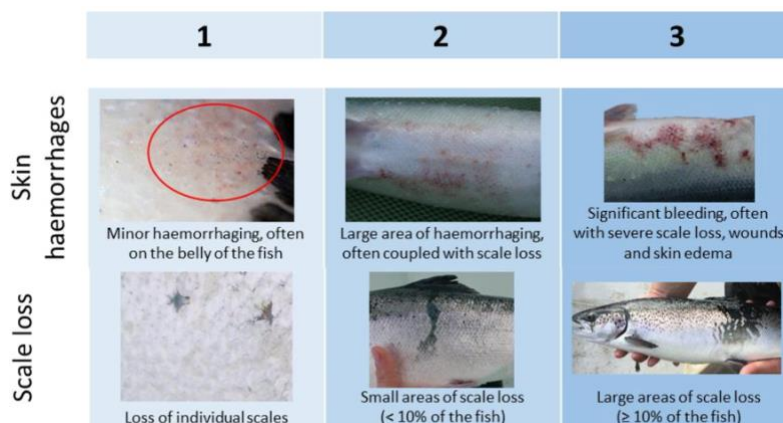 1
2
3
Skin
haemorrhages
Minor haemorrhaging, often
on the belly of the fish
Large area of haemorrhaging,
often coupled with scale loss
Significant bleeding, often
with severe scale loss, wounds
and skin edema
Scale loss
Loss of individual scales
Small areas of scale loss
(< 10% of the fish)
Large areas of scale loss
(≥ 10% of the fish)